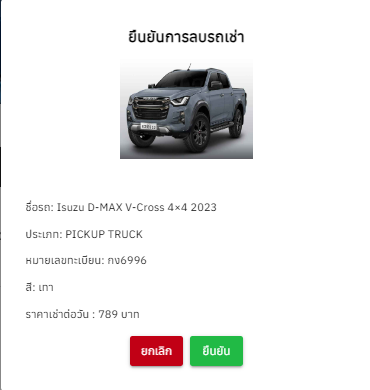 ยืนยันการลบรถเช่า
ชื่อรถ: Isuzu D-MAX V-Cross 4×4 2023
ประเภท: PICKUP TRUCK
หมายเลขทะเบียน: กง6996
สี: เทา
ราคาเช่าต่อวัน : 789 บาท
ยกเลิก ยืนยัน